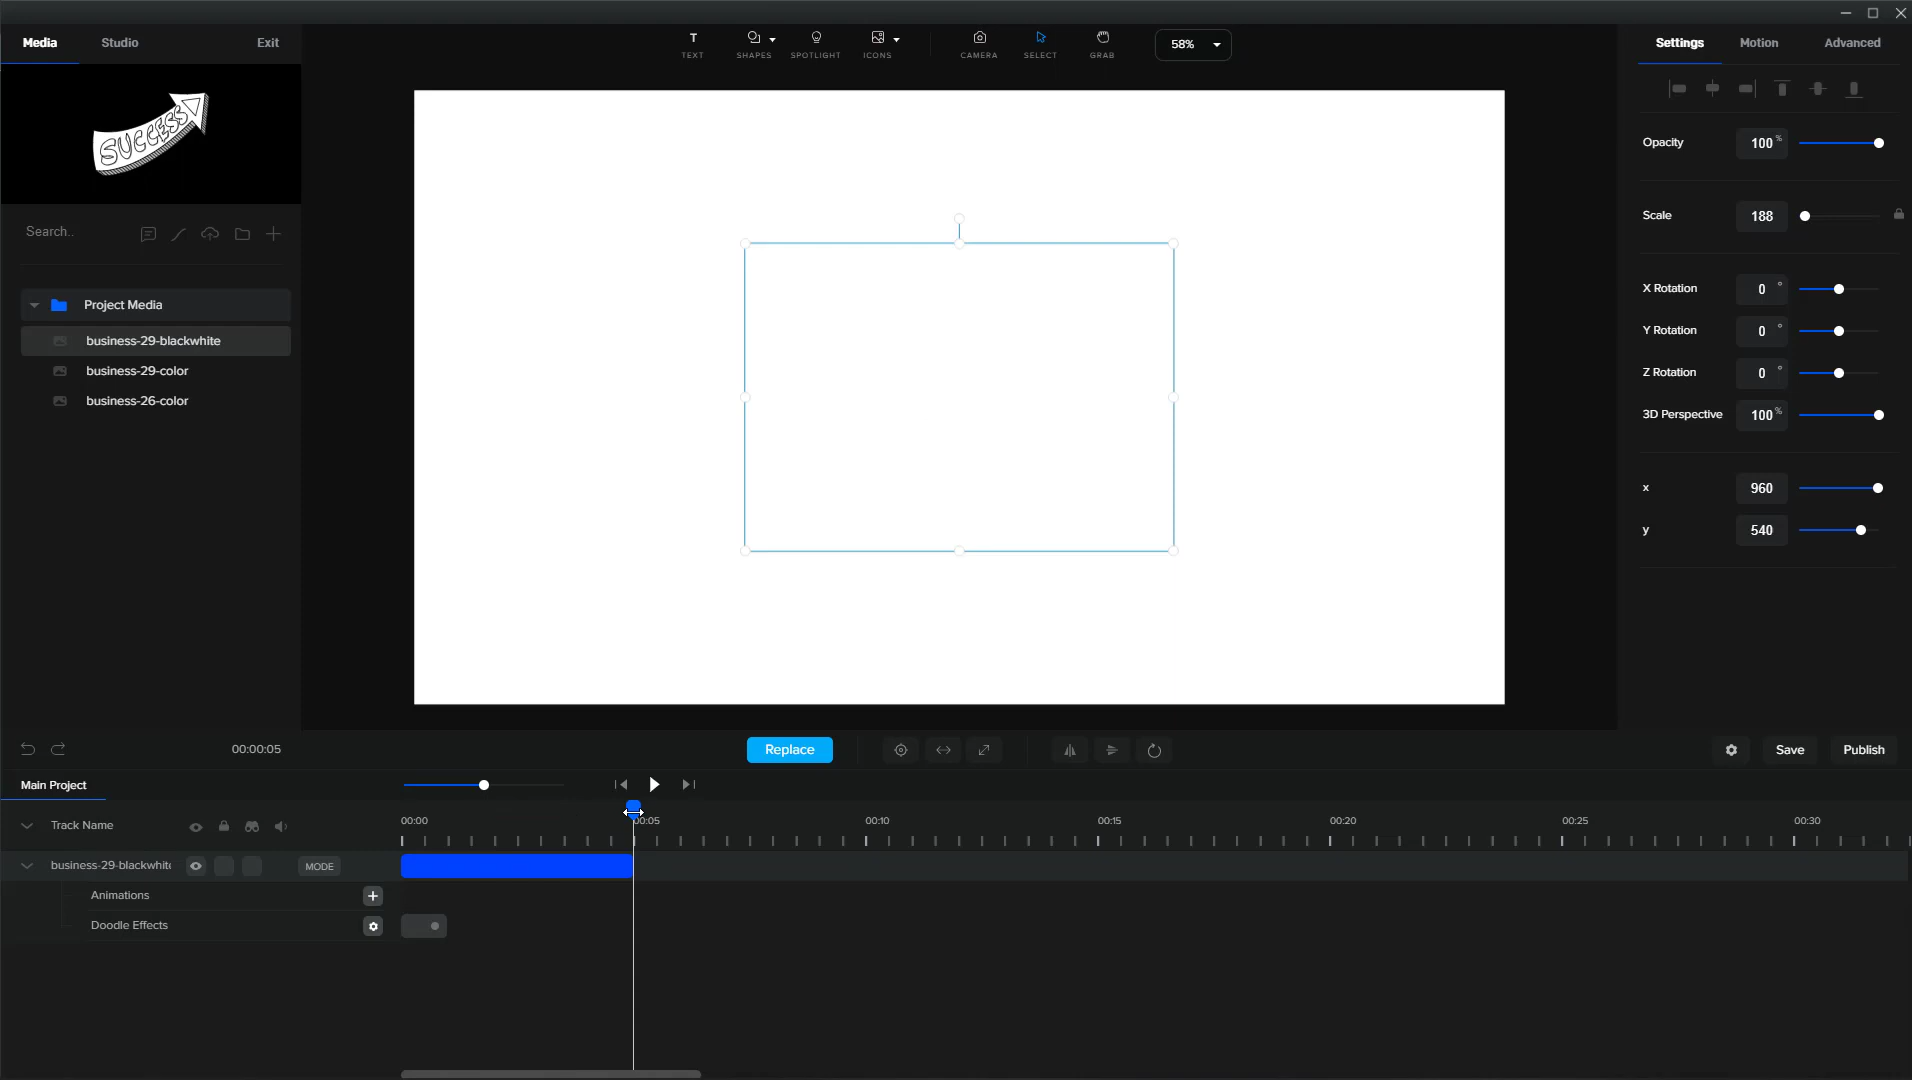 Media Studio Exit
TEXT SHAPES SPOTLIGHT ICONS CAMERA SELECT GRAB 58%
Settings Motion Advanced
SUCCESS
Opacity 100 %
Scale 188
Search..
X Rotation 0 °
Project Media
Y Rotation 0 °
business-29-blackwhite
business-29-color
Z Rotation 0 °
business-26-color
3D Perspective 100 %
x 960
y 540
00:00:05 Replace Save Publish
Main Project
Track Name 00:00 00:05 00:10 00:15 00:20 00:25 00:30
business-29-blackwhit MODE
Animations
Doodle Effects